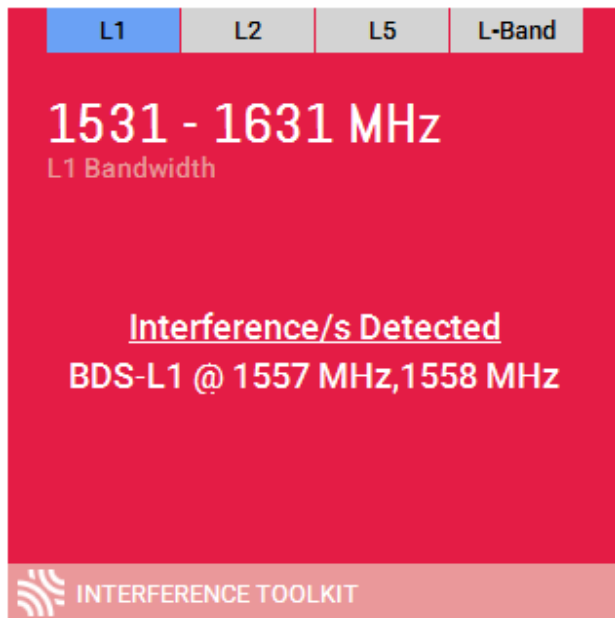 L1 L2 L5 L-Band
1531 - 1631 MHz
L1 Bandwidth
Interference/s Detected
BDS-L1 @ 1557 MHz,1558 MHz
INTERFERENCE TOOLKIT